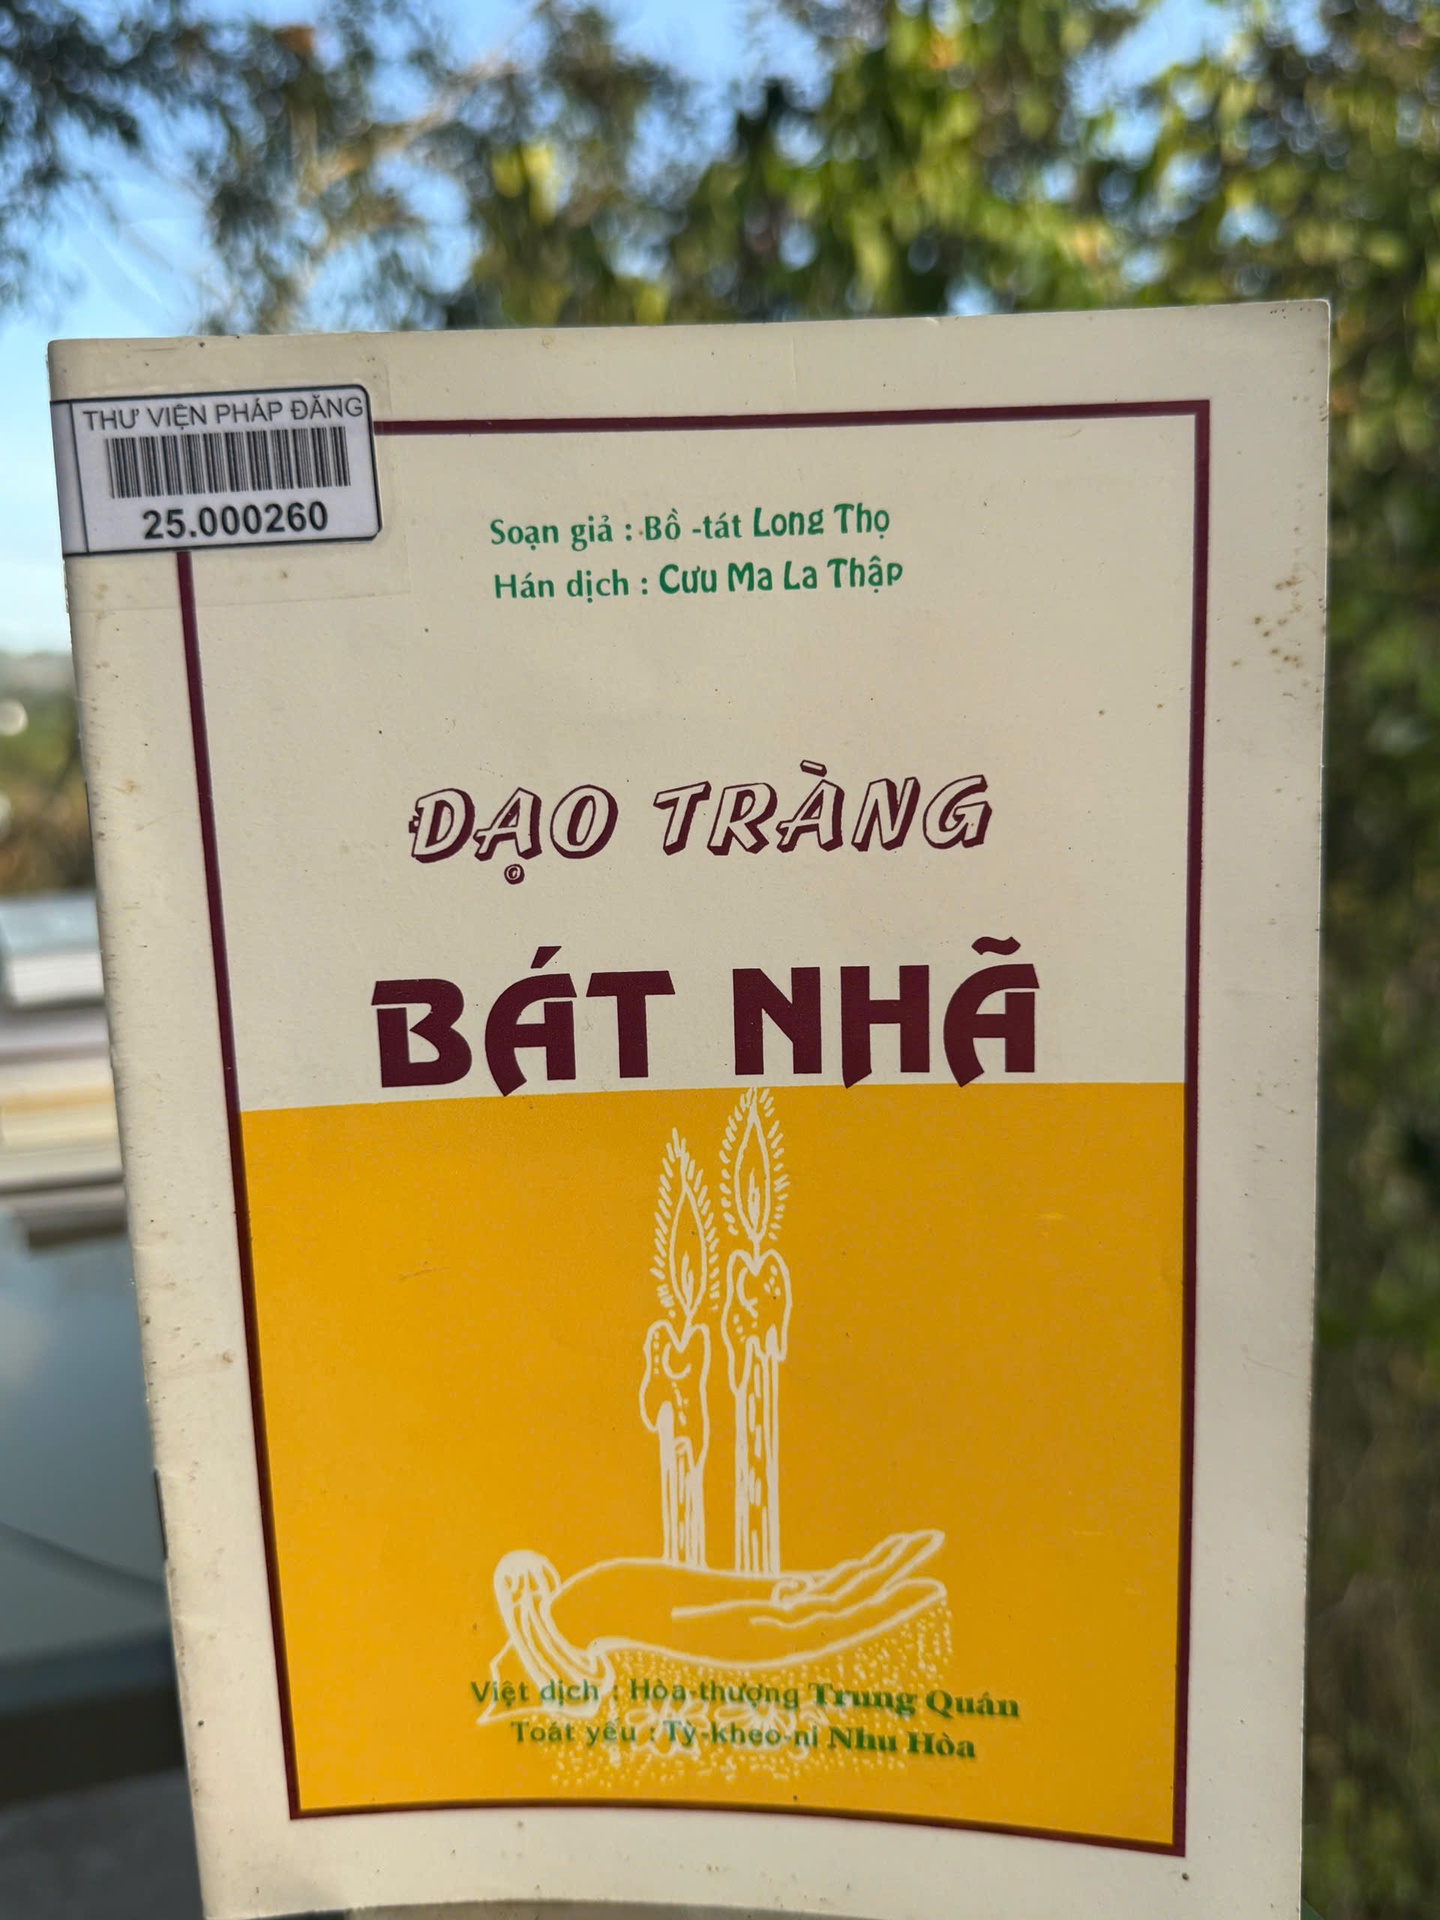 THƯ VIỆN PHÁP ĐĂNG
25.000260
Soạn giả : Bồ -tát Long Thọ
Hán dịch : Cưu Ma La Thập
ĐẠO TRÀNG
BÁT NHÃ
Việt dịch : Hòa-thượng Trung Quán
Toát yếu : Tỳ-kheo-ni Như Hòa